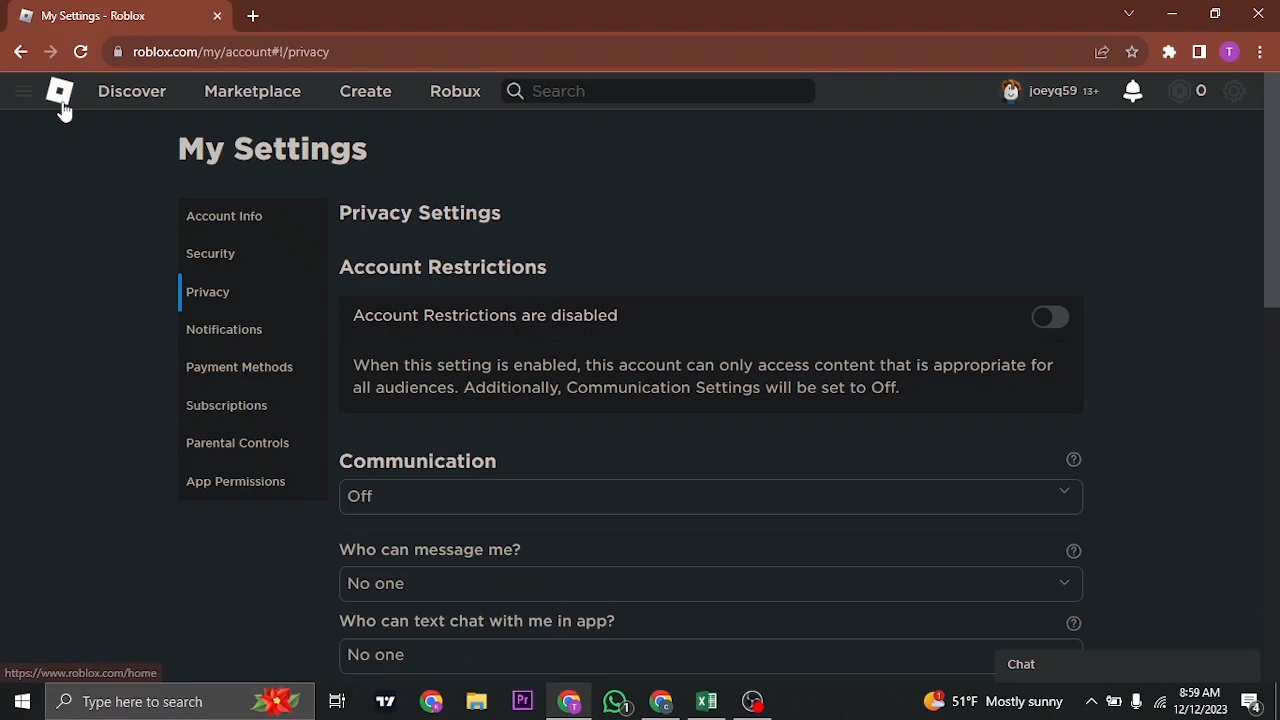 My Settings - Roblox
roblox.com/my/account#!/privacy
T
Discover
Marketplace
Create
Robux
Search
joeyq59 13+
0
My Settings
Account Info
Security
Privacy
Notifications
Payment Methods
Subscriptions
Parental Controls
App Permissions
Privacy Settings
Account Restrictions
Account Restrictions are disabled
When this setting is enabled, this account can only access content that is appropriate for
all audiences. Additionally, Communication Settings will be set to Off.
Communication
Off
Who can message me?
No one
Who can text chat with me in app?
No one
Chat
https://www.roblox.com/home
Type here to search
Pr
1
1
51°F Mostly sunny
8:59 AM
12/12/2023
4